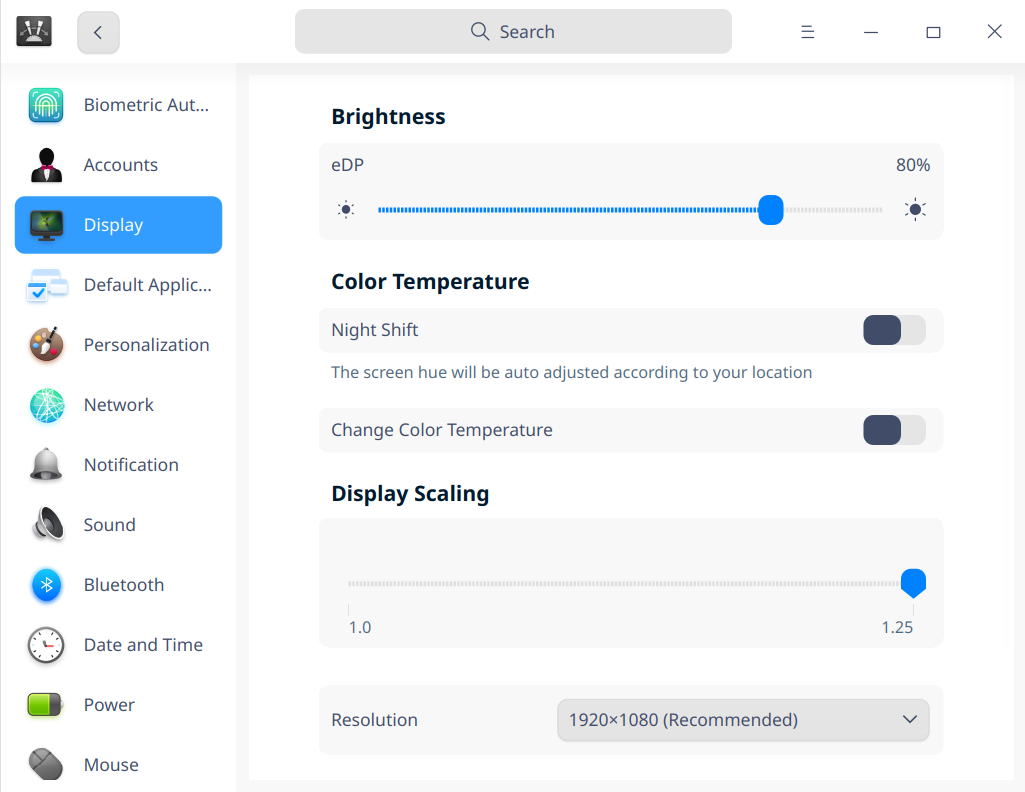 Search
Biometric Aut...
Accounts
Display
Default Applic...
Personalization
Network
Notification
Sound
Bluetooth
Date and Time
Power
Mouse
Brightness
eDP 80%
Color Temperature
Night Shift
The screen hue will be auto adjusted according to your location
Change Color Temperature
Display Scaling
1.0 1.25
Resolution 1920×1080 (Recommended)